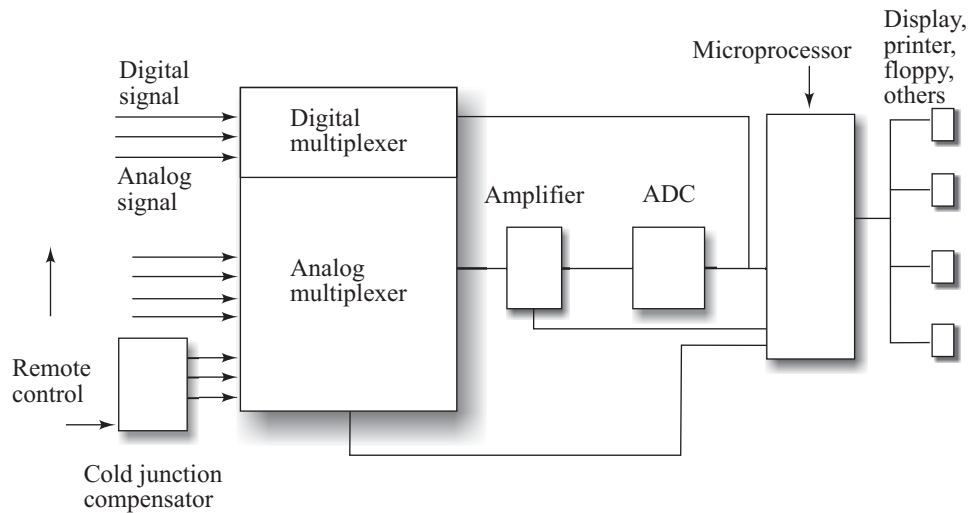 Display,
printer,
floppy,
others
Microprocessor
Digital
signal
Digital
multiplexer
Analog
signal
Amplifier
ADC
Analog
multiplexer
Remote
control
Cold junction
compensator